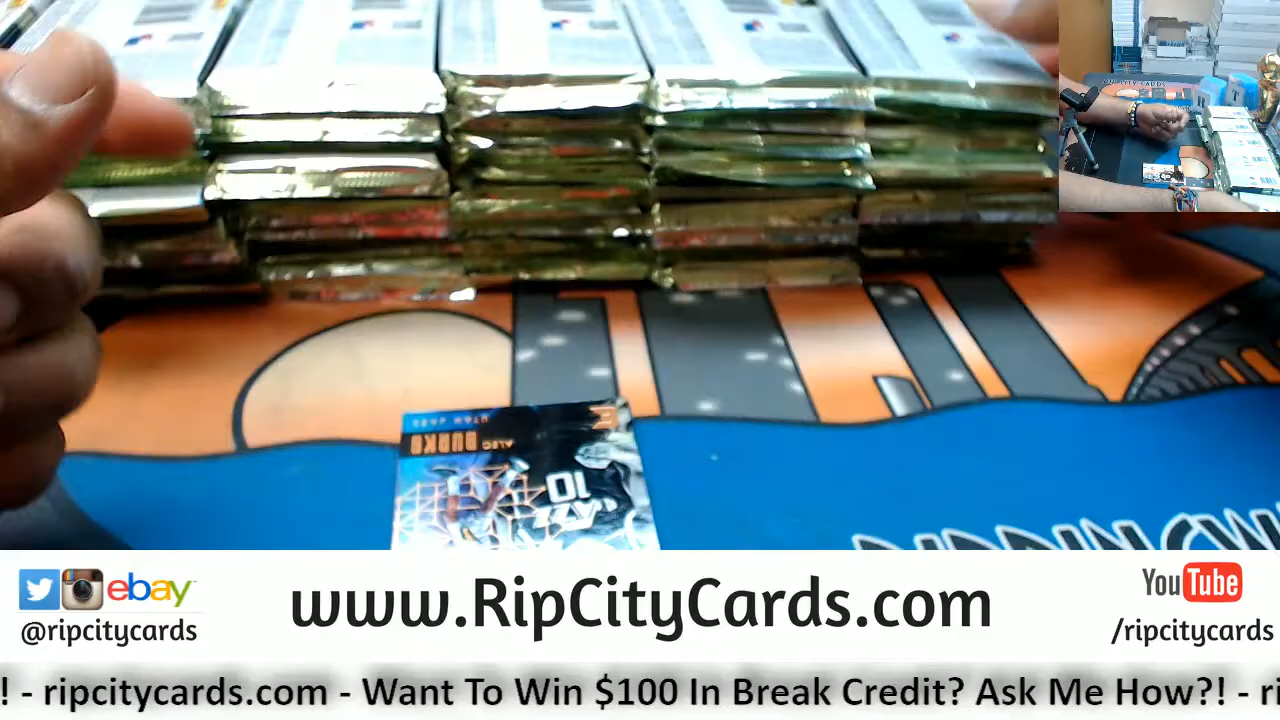 UTAH JAZZ
ALEC BURKS
JAZZ
10
ebay
www.RipCityCards.com
YouTube
@ripcitycards
/ripcitycards
! - ripcitycards.com - Want To Win $100 In Break Credit? Ask Me How?! - ri